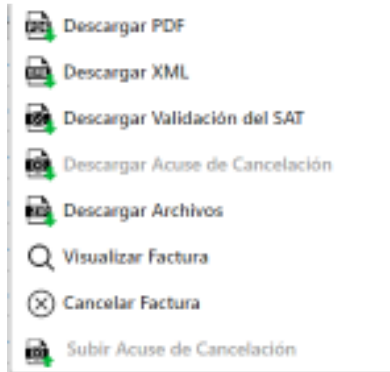 Descargar PDF
Descargar XML
Descargar Validación del SAT
Descargar Acuse de Cancelación
Descargar Archivos
Visualizar Factura
Cancelar Factura
Subir Acuse de Cancelación